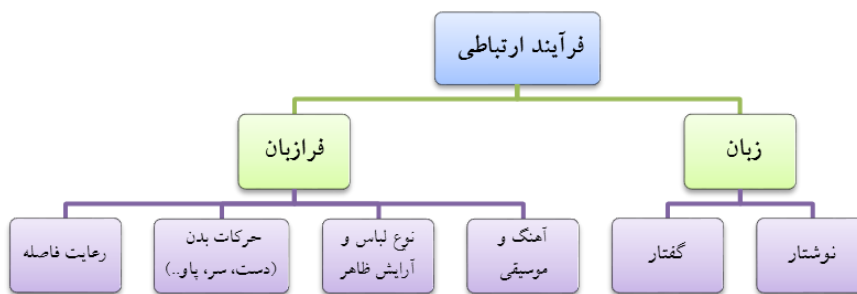 فرآیند ارتباطی
زبان
فرازبان
نوشتار
گفتار
آهنگ و
موسیقی
نوع لباس و
آرایش ظاهر
حرکات بدن
(دست، سر، پاو..)
رعایت فاصله